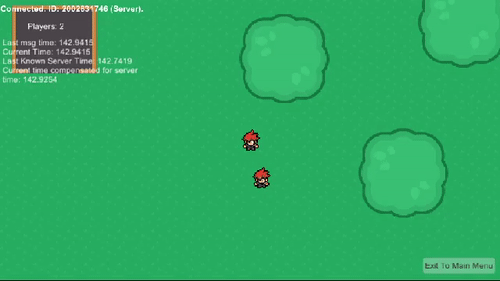 Connected. ID: 2002831746 (Server).
Players: 2
Last msg time: 142.9415
Current Time: 142.9415
Last Known Server Time: 142.7419
Current time compensated for server
time: 142.9254
Exit To Main Menu